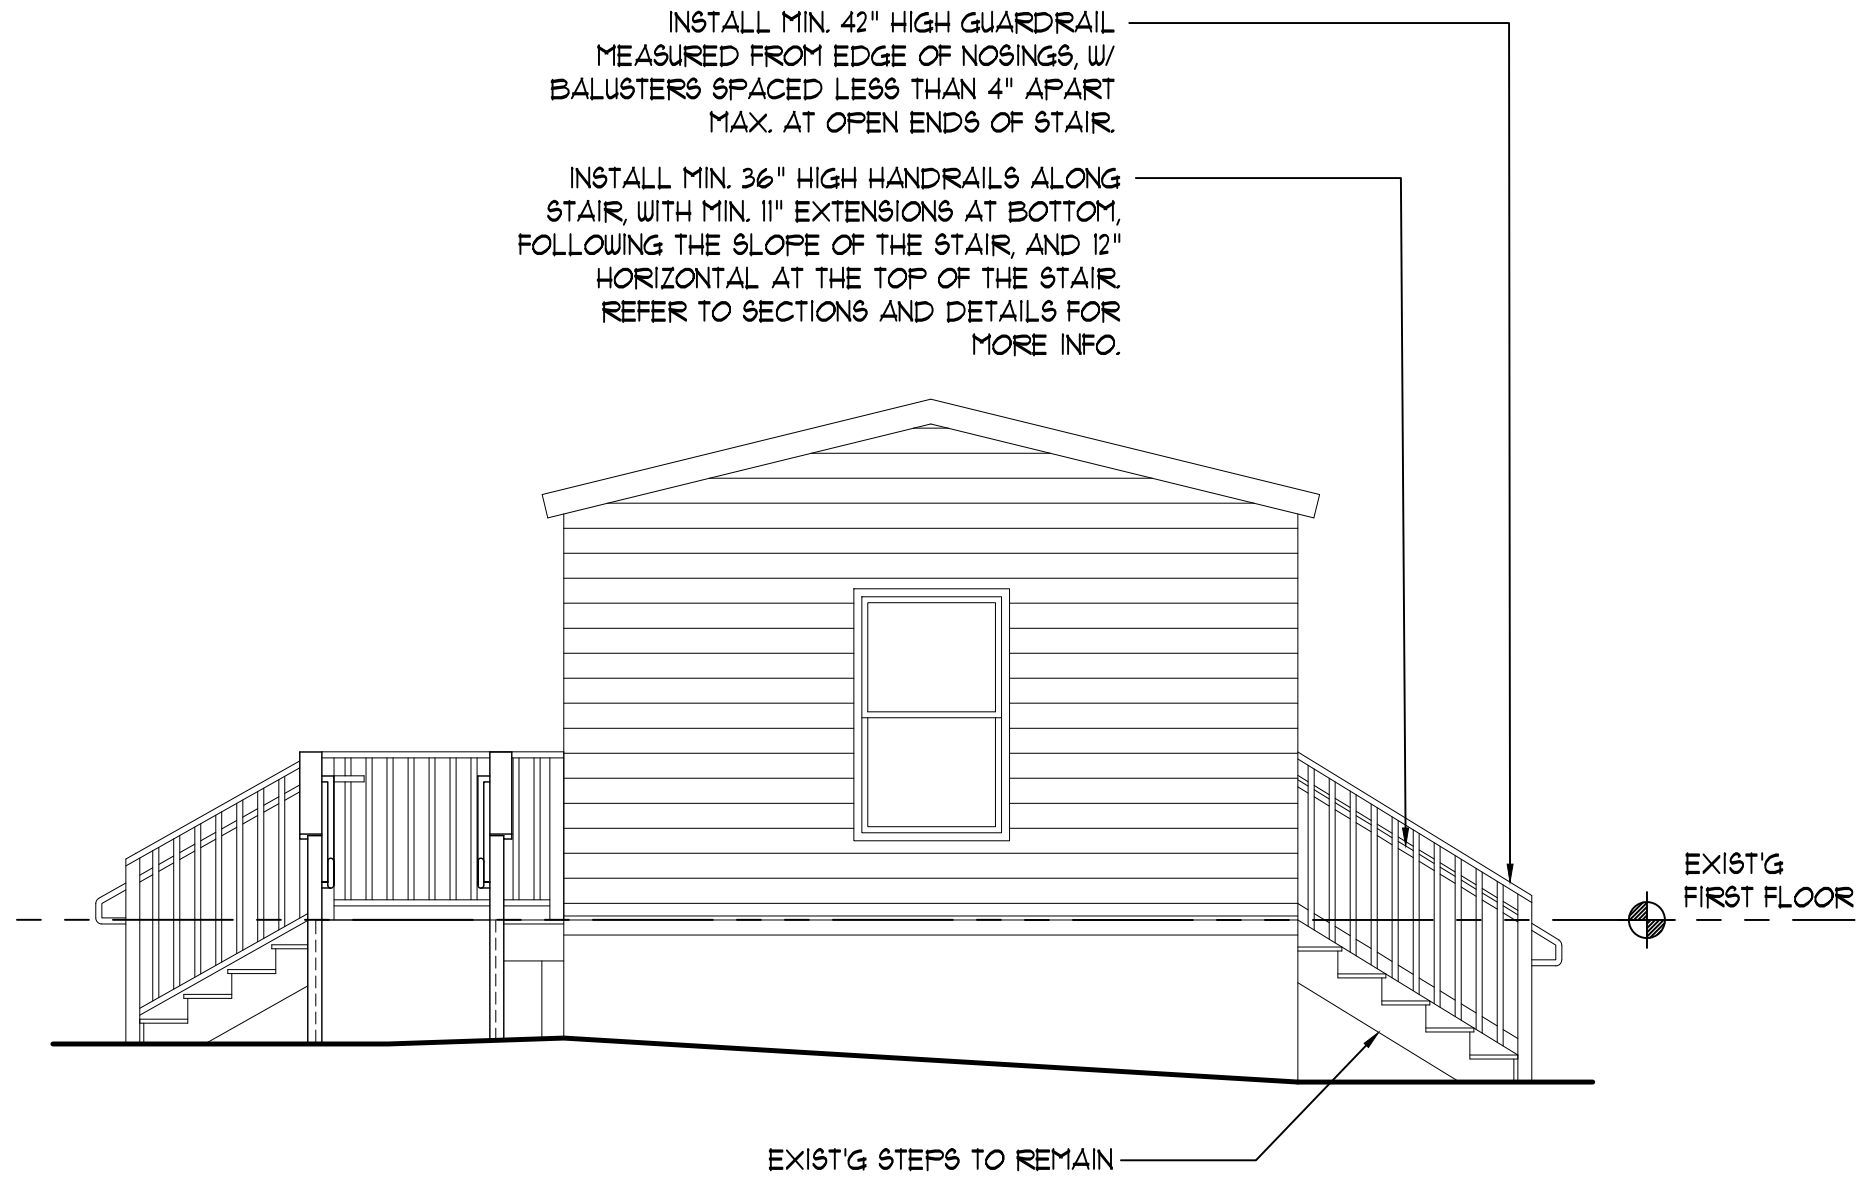 INSTALL MIN. 42" HIGH GUARDRAIL
MEASURED FROM EDGE OF NOSINGS, W/
BALUSTERS SPACED LESS THAN 4" APART
MAX. AT OPEN ENDS OF STAIR.
INSTALL MIN. 36" HIGH HANDRAILS ALONG
STAIR, WITH MIN. 11" EXTENSIONS AT BOTTOM,
FOLLOWING THE SLOPE OF THE STAIR, AND 12"
HORIZONTAL AT THE TOP OF THE STAIR.
REFER TO SECTIONS AND DETAILS FOR
MORE INFO.
EXIST'G
FIRST FLOOR
EXIST'G STEPS TO REMAIN